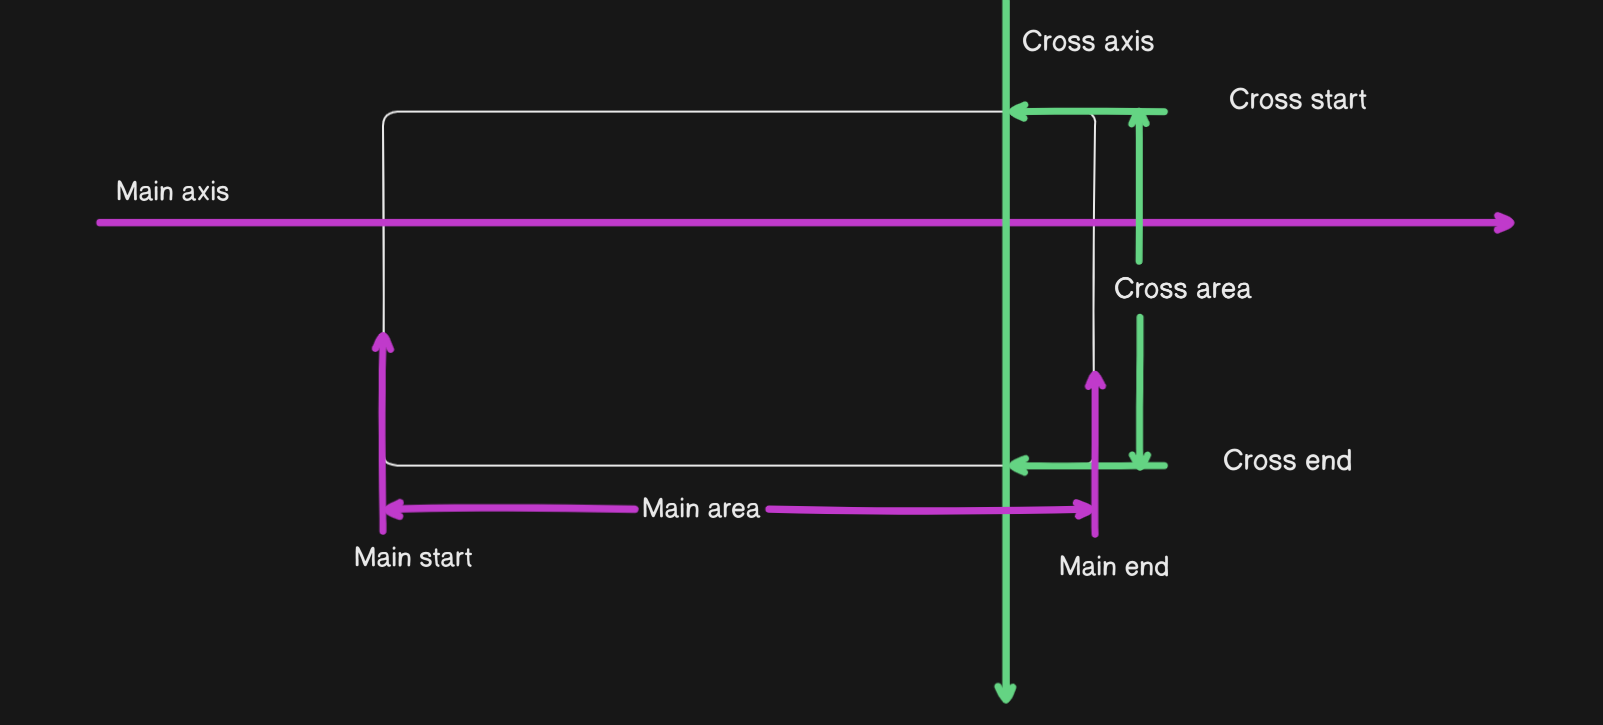 Cross axis
Cross start
Main axis
Cross area
Cross end
Main area
Main start
Main end